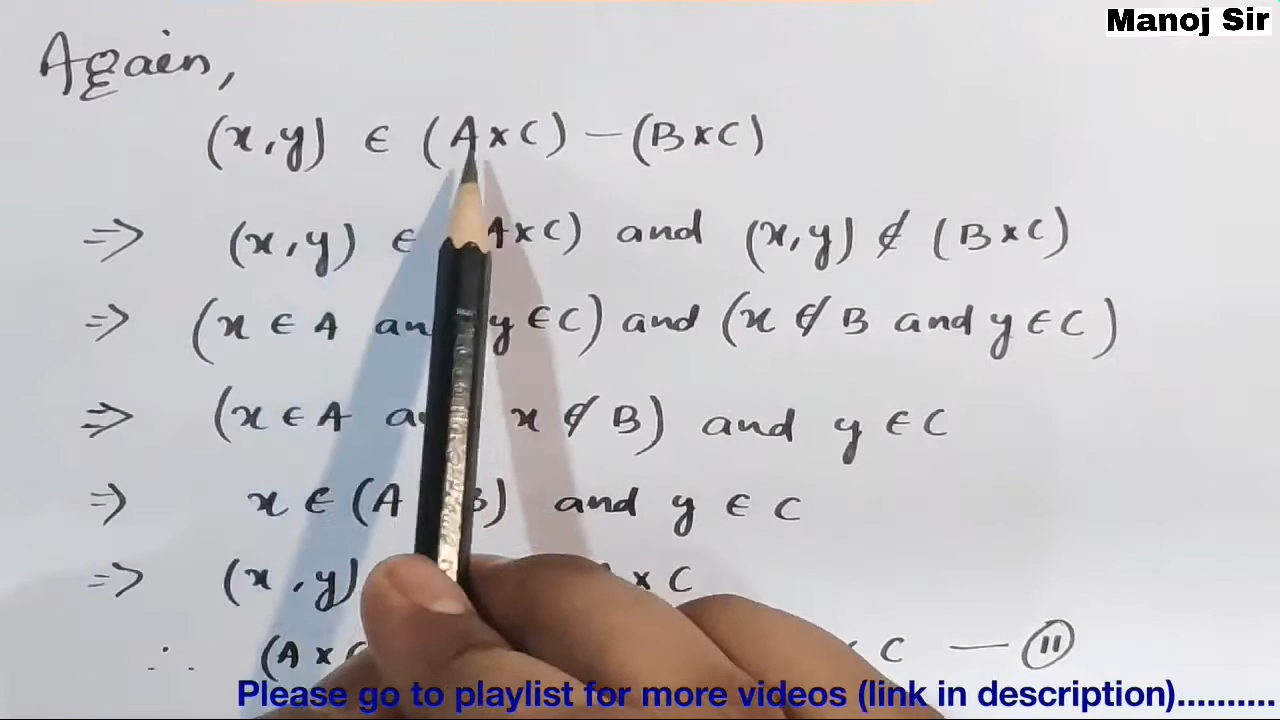 Manoj Sir
Again,
(x,y) ∈ (A×C) — (B×C)
⇒ (x,y) ∈ A×C) and (x,y) ∉ (B×C)
⇒ (x ∈ A an y ∈ C) and (x ∉ B and y ∈ C)
⇒ (x ∈ A a x ∉ B) and y ∈ C
⇒ x ∈ (A B) and y ∈ C
⇒ (x,y) × C
∴ (A × C — (11)
Please go to playlist for more videos (link in description)..........